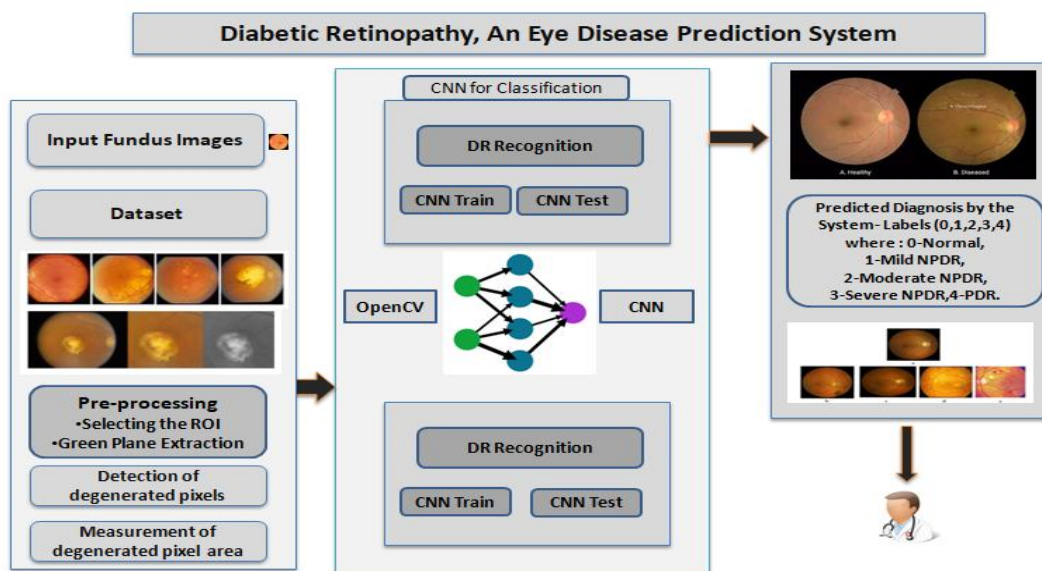 Diabetic Retinopathy, An Eye Disease Prediction System
Input Fundus Images
Dataset
Pre-processing
•Selecting the ROI
•Green Plane Extraction
Detection of
degenerated pixels
Measurement of
degenerated pixel area
CNN for Classification
DR Recognition
CNN Train
CNN Test
OpenCV
CNN
DR Recognition
CNN Train
CNN Test
A. Healthy
B. Diseased
Predicted Diagnosis by the
System- Labels (0,1,2,3,4)
where : 0-Normal,
1-Mild NPDR,
2-Moderate NPDR,
3-Severe NPDR,4-PDR.